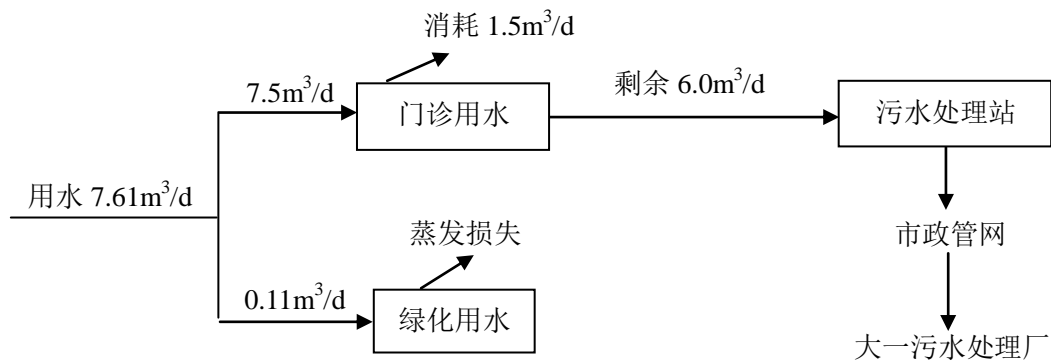 消耗 1.5m³/d
7.5m³/d
门诊用水
剩余 6.0m³/d
污水处理站
用水 7.61m³/d
市政管网
蒸发损失
0.11m³/d
绿化用水
大一污水处理厂